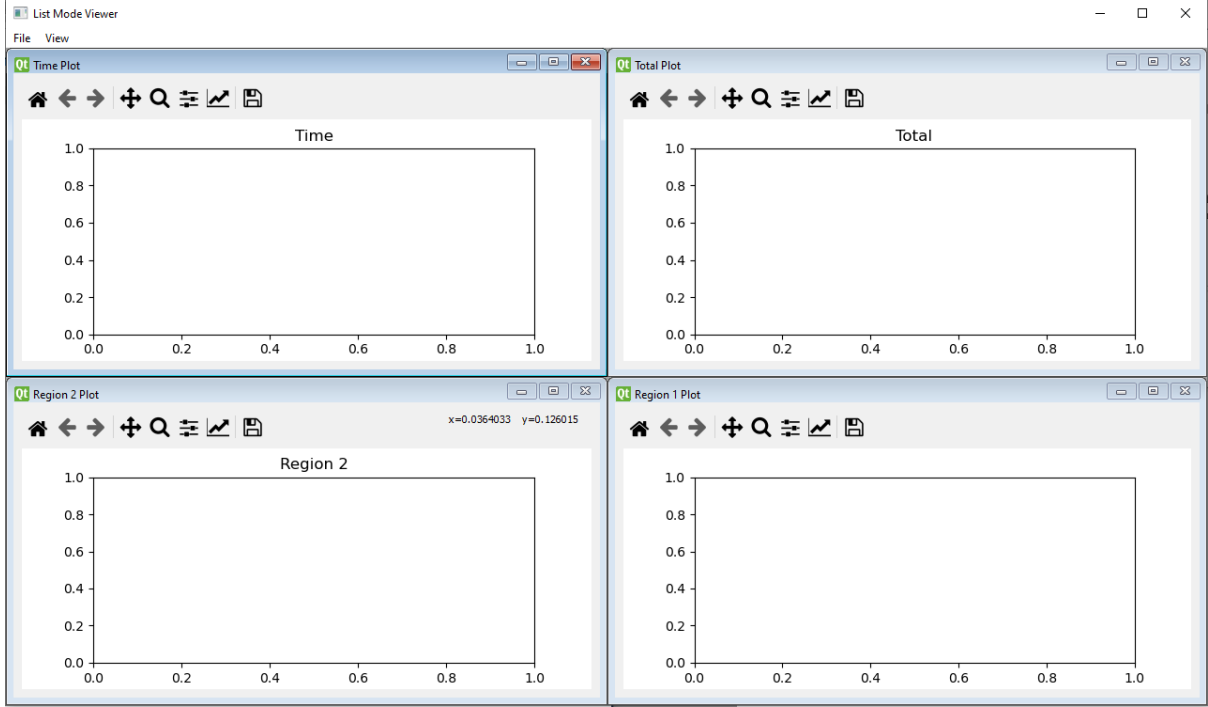 List Mode Viewer
File View
Qt Time Plot
Time
1.0
0.8
0.6
0.4
0.2
0.0
0.0 0.2 0.4 0.6 0.8 1.0
Qt Total Plot
Total
1.0
0.8
0.6
0.4
0.2
0.0
0.0 0.2 0.4 0.6 0.8 1.0
Qt Region 2 Plot
x=0.0364033 y=0.126015
Region 2
1.0
0.8
0.6
0.4
0.2
0.0
0.0 0.2 0.4 0.6 0.8 1.0
Qt Region 1 Plot
1.0
0.8
0.6
0.4
0.2
0.0
0.0 0.2 0.4 0.6 0.8 1.0